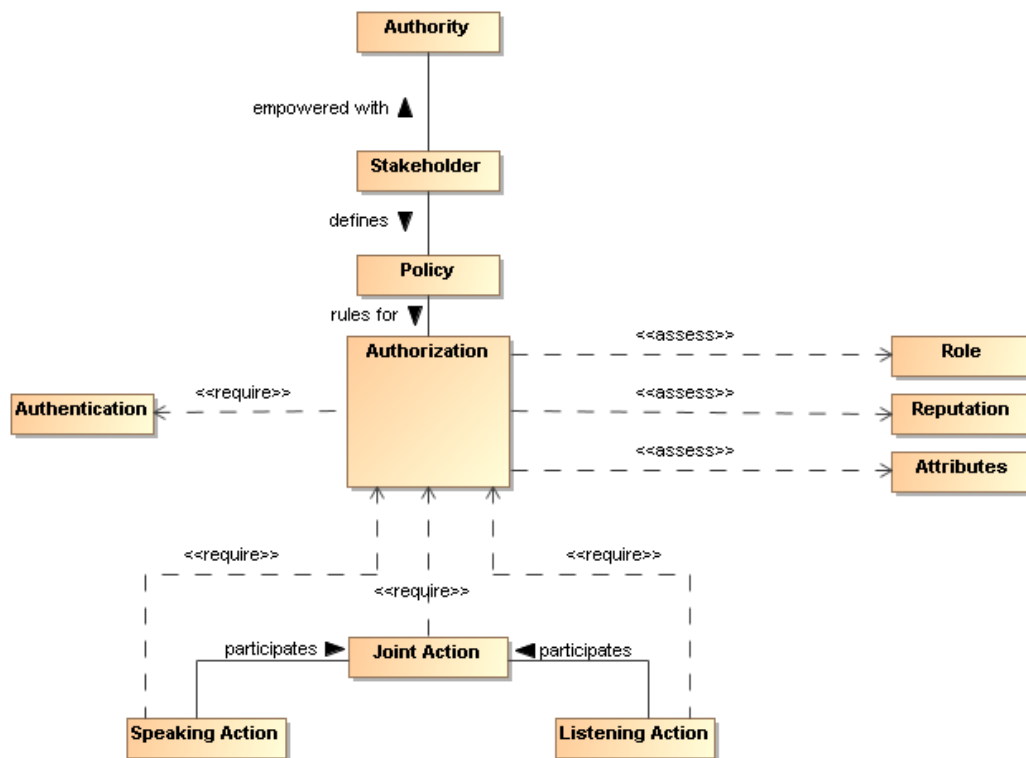 Authority
empowered with
Stakeholder
defines
Policy
rules for
Authorization
<<assess>>
Role
<<require>>
Authentication
<<assess>>
Reputation
<<assess>>
Attributes
<<require>>
<<require>>
<<require>>
participates
Joint Action
participates
Speaking Action
Listening Action